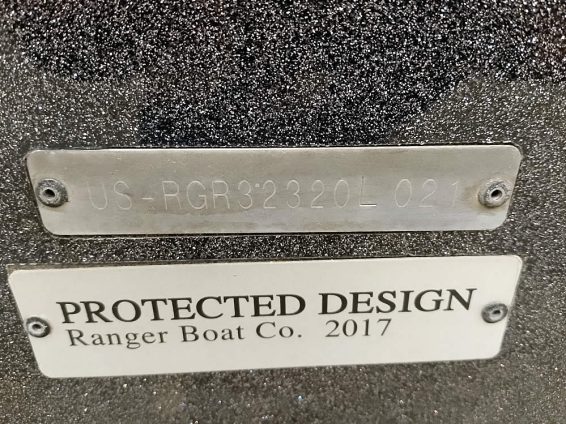 US-RGR32320L 021
PROTECTED DESIGN
Ranger Boat Co. 2017